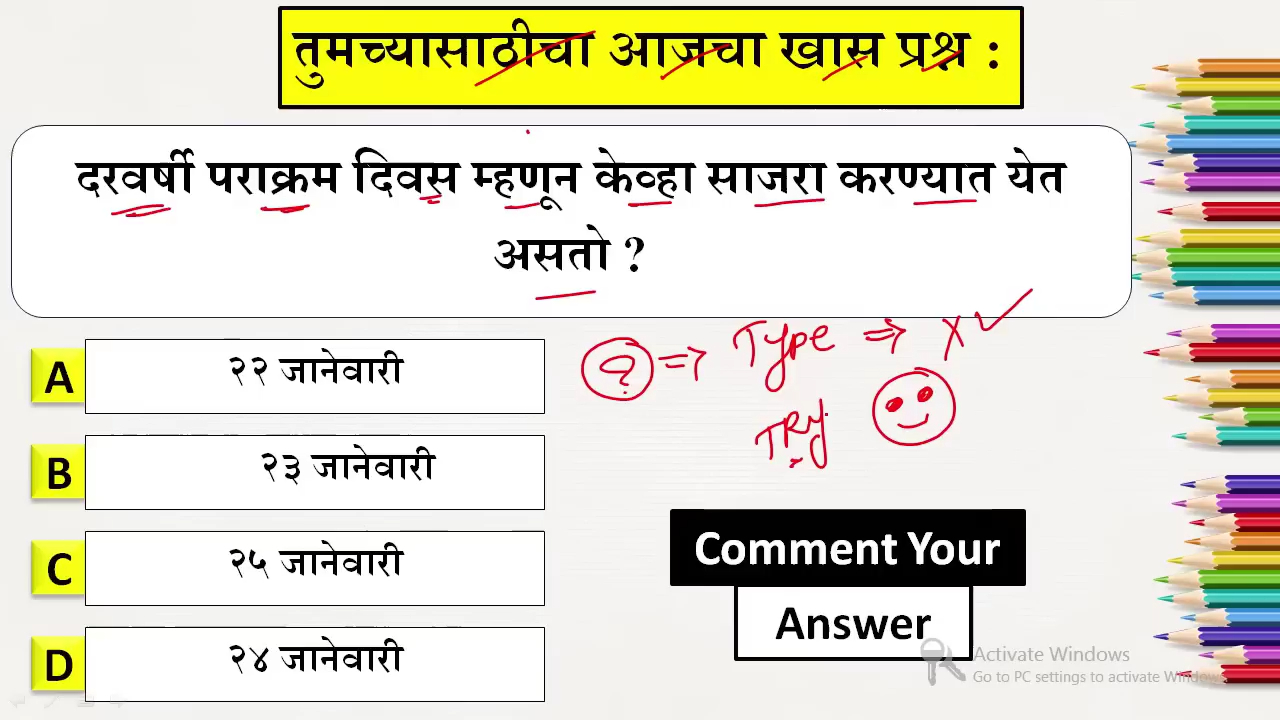 तुमच्यासाठीचा आजचा खास प्रश्न :
दरवर्षी पराक्रम दिवस म्हणून केव्हा साजरा करण्यात येत
असतो ?
A २२ जानेवारी
B २३ जानेवारी
C २५ जानेवारी
D २४ जानेवारी
? => Type => X ✓
TRY
Comment Your
Answer
Activate Windows
Go to PC settings to activate Windows.